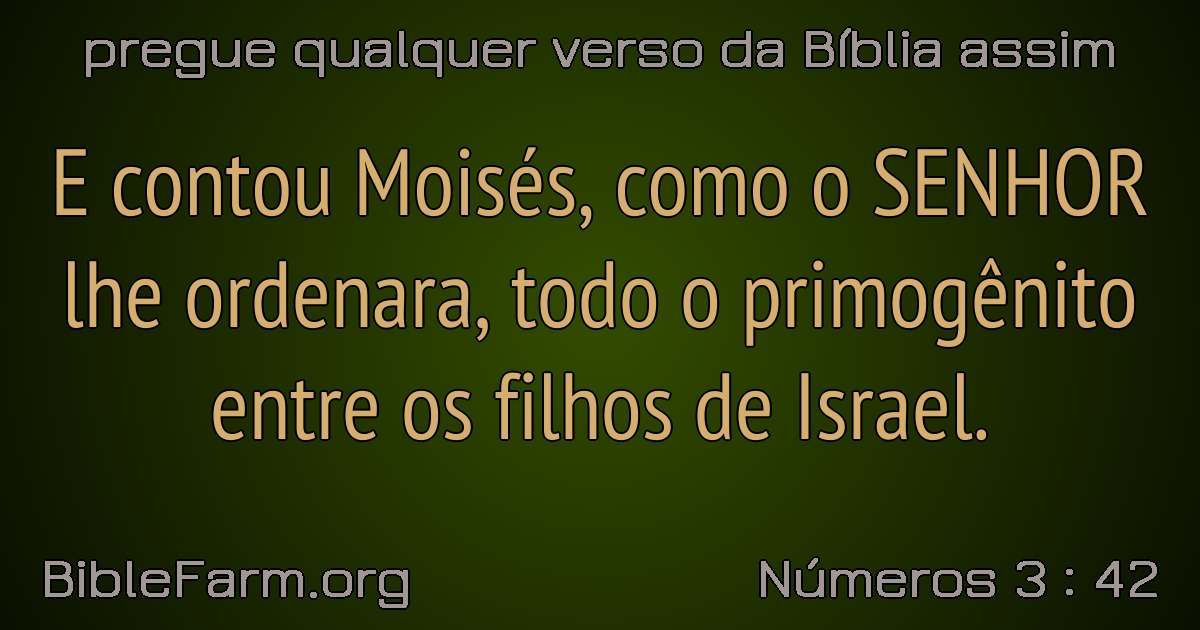 pregue qualquer verso da Bíblia assim
E contou Moisés, como o SENHOR
lhe ordenara, todo o primogênito
entre os filhos de Israel.
BibleFarm.org
Números 3 : 42